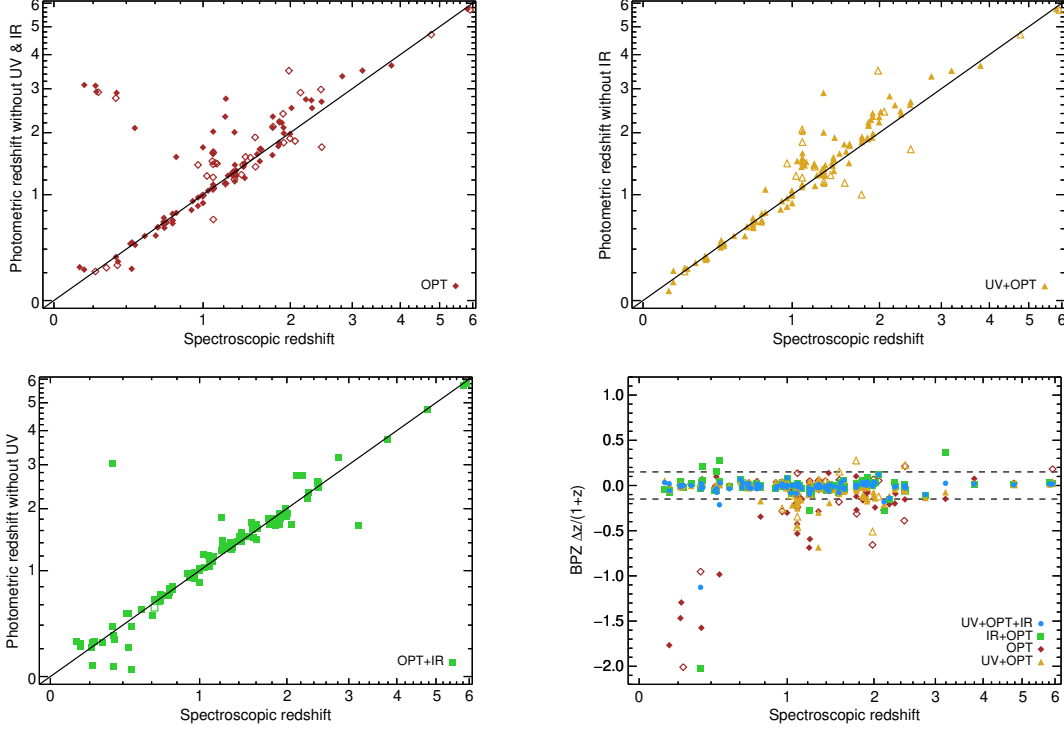 Photometric redshift without UV & IR
6
5
4
3
2
1
0
OPT
0 1 2 3 4 5 6
Spectroscopic redshift
Photometric redshift without IR
6
5
4
3
2
1
0
UV+OPT
0 1 2 3 4 5 6
Spectroscopic redshift
Photometric redshift without UV
6
5
4
3
2
1
0
OPT+IR
0 1 2 3 4 5 6
Spectroscopic redshift
BPZ Δz/(1+z)
1.0
0.5
0.0
−0.5
−1.0
−1.5
−2.0
UV+OPT+IR
IR+OPT
OPT
UV+OPT
0 1 2 3 4 5 6
Spectroscopic redshift